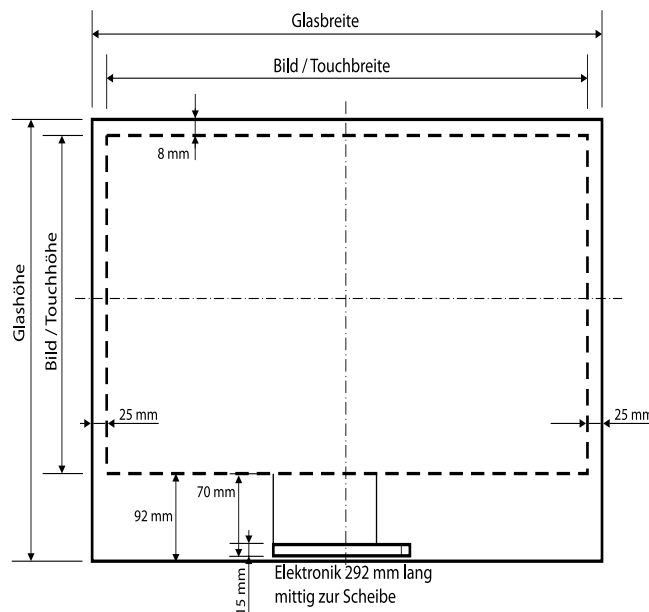 Glasbreite
Bild / Touchbreite
8 mm
Glashöhe
Bild / Touchhöhe
25 mm
25 mm
70 mm
92 mm
15 mm
Elektronik 292 mm lang
mittig zur Scheibe